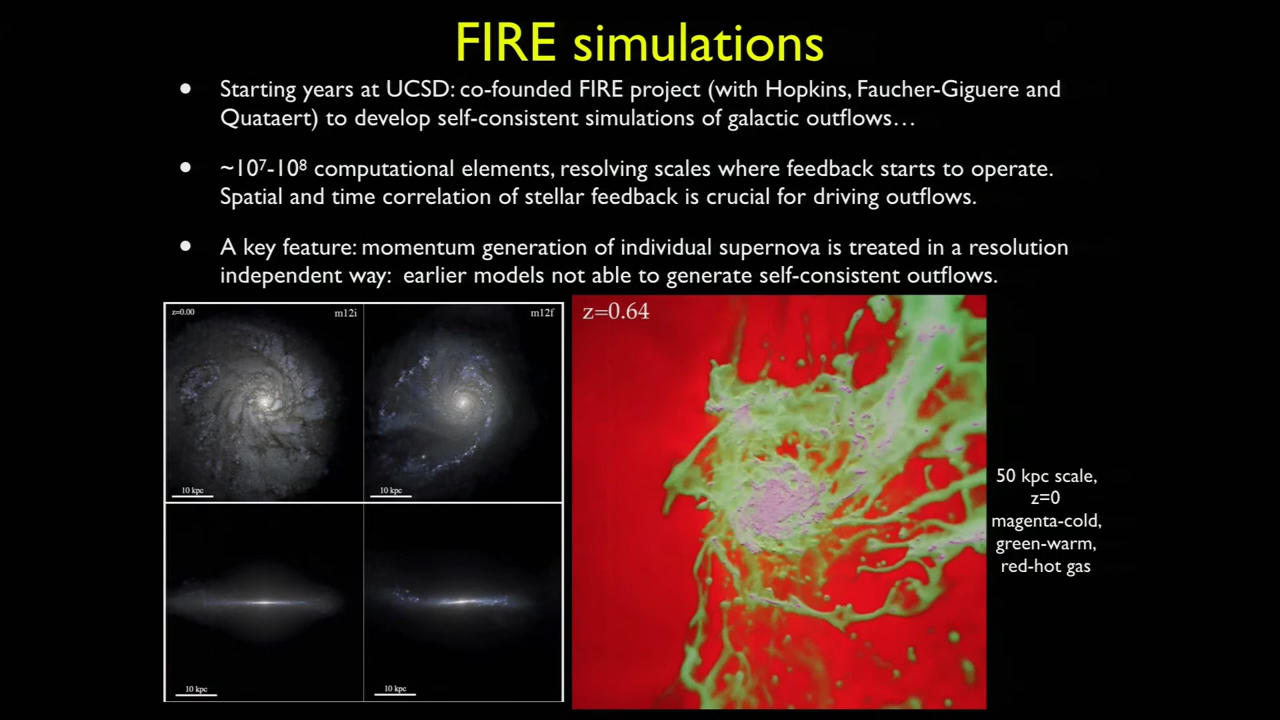 FIRE simulations
• Starting years at UCSD: co-founded FIRE project (with Hopkins, Faucher-Giguere and
Quataert) to develop self-consistent simulations of galactic outflows…
• ~10⁷-10⁸ computational elements, resolving scales where feedback starts to operate.
Spatial and time correlation of stellar feedback is crucial for driving outflows.
• A key feature: momentum generation of individual supernova is treated in a resolution
independent way: earlier models not able to generate self-consistent outflows.
z=0.00
m12i
m12f
10 kpc
10 kpc
10 kpc
10 kpc
z=0.64
50 kpc scale,
z=0
magenta-cold,
green-warm,
red-hot gas